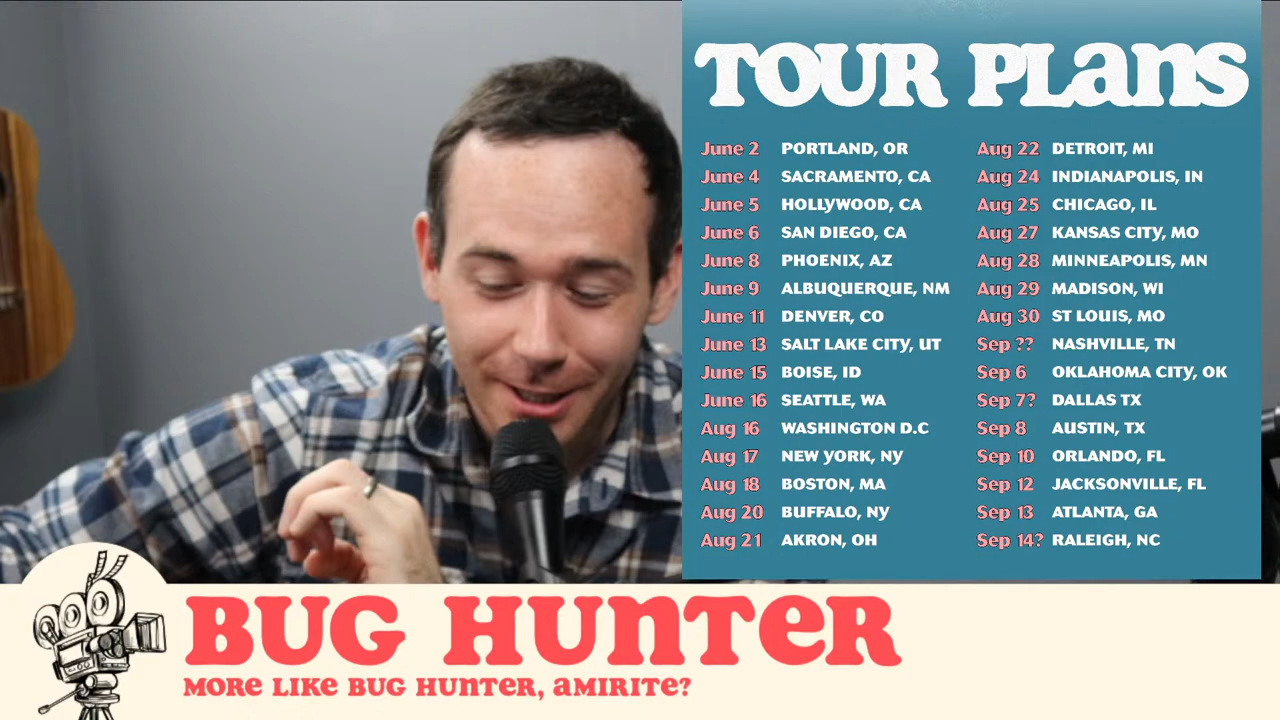 TOUR PLANS
June 2 PORTLAND, OR
June 4 SACRAMENTO, CA
June 5 HOLLYWOOD, CA
June 6 SAN DIEGO, CA
June 8 PHOENIX, AZ
June 9 ALBUQUERQUE, NM
June 11 DENVER, CO
June 13 SALT LAKE CITY, UT
June 15 BOISE, ID
June 16 SEATTLE, WA
Aug 16 WASHINGTON D.C
Aug 17 NEW YORK, NY
Aug 18 BOSTON, MA
Aug 20 BUFFALO, NY
Aug 21 AKRON, OH
Aug 22 DETROIT, MI
Aug 24 INDIANAPOLIS, IN
Aug 25 CHICAGO, IL
Aug 27 KANSAS CITY, MO
Aug 28 MINNEAPOLIS, MN
Aug 29 MADISON, WI
Aug 30 ST LOUIS, MO
Sep ?? NASHVILLE, TN
Sep 6 OKLAHOMA CITY, OK
Sep 7? DALLAS TX
Sep 8 AUSTIN, TX
Sep 10 ORLANDO, FL
Sep 12 JACKSONVILLE, FL
Sep 13 ATLANTA, GA
Sep 14? RALEIGH, NC
BUG HUNTER
MORE LIKE BUG HUNTER, AMIRITE?